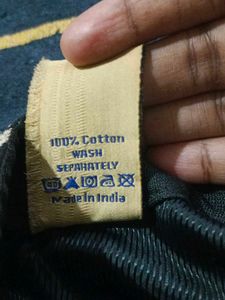 100% Cotton
WASH
SEPARATELY
Made in India